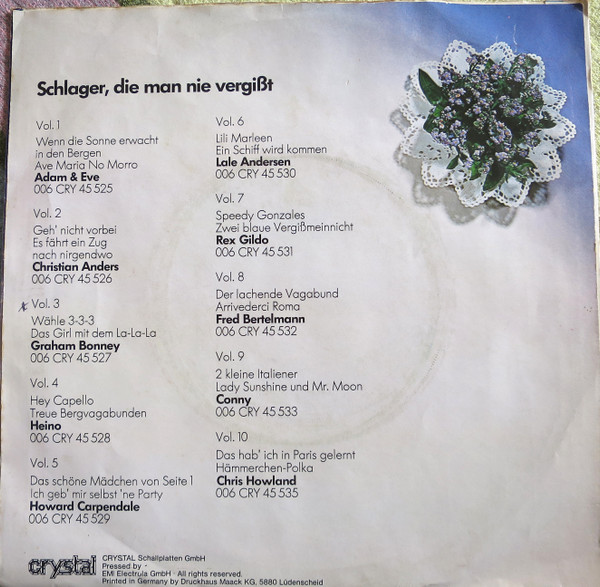 Schlager, die man nie vergißt
Vol. 1
Wenn die Sonne erwacht
in den Bergen
Ave Maria No Morro
Adam & Eve
006 CRY 45 525
Vol. 2
Geh' nicht vorbei
Es fährt ein Zug
nach nirgendwo
Christian Anders
006 CRY 45 526
Vol. 3
Wähle 3-3-3
Das Girl mit dem La-La-La
Graham Bonney
006 CRY 45 527
Vol. 4
Hey Capello
Treue Bergvagabunden
Heino
006 CRY 45 528
Vol. 5
Das schöne Mädchen von Seite 1
Ich geb' mir selbst 'ne Party
Howard Carpendale
006 CRY 45 529
Vol. 6
Lili Marleen
Ein Schiff wird kommen
Lale Andersen
006 CRY 45 530
Vol. 7
Speedy Gonzales
Zwei blaue Vergißmeinnicht
Rex Gildo
006 CRY 45 531
Vol. 8
Der lachende Vagabund
Arrivederci Roma
Fred Bertelmann
006 CRY 45 532
Vol. 9
2 kleine Italiener
Lady Sunshine und Mr. Moon
Conny
006 CRY 45 533
Vol. 10
Das hab' ich in Paris gelernt
Hämmerchen-Polka
Chris Howland
006 CRY 45 535
crystal
CRYSTAL Schallplatten GmbH
Pressed by -
EMI Electrula GmbH · All rights reserved.
Printed in Germany by Druckhaus Maack KG, 5880 Lüdenscheid